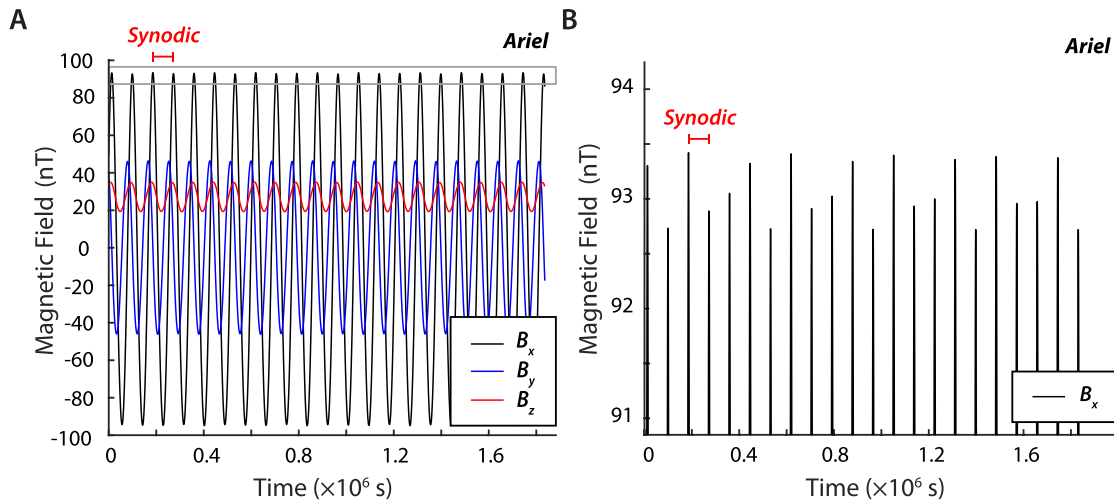 A
Synodic
Ariel
100
80
60
40
20
0
-20
-40
-60
-80
-100
Magnetic Field (nT)
0
0.4
0.8
1.2
1.6
Time (×10⁶ s)
Bₓ
B_y
B_z
B
Ariel
Synodic
94
93
92
91
Magnetic Field (nT)
0
0.4
0.8
1.2
1.6
Time (×10⁶ s)
Bₓ